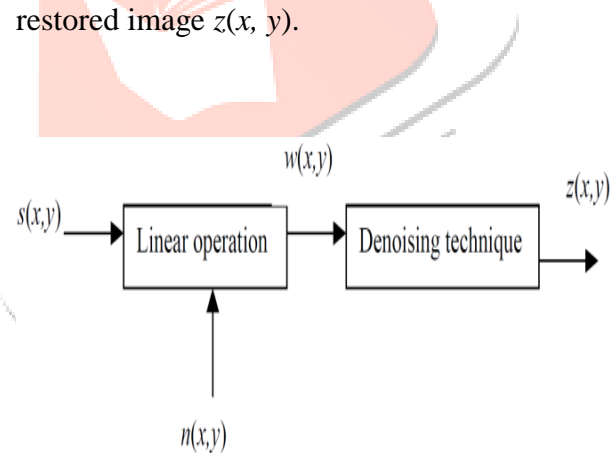 restored image z(x, y).
w(x,y)
z(x,y)
s(x,y)
Linear operation
Denoising technique
n(x,y)